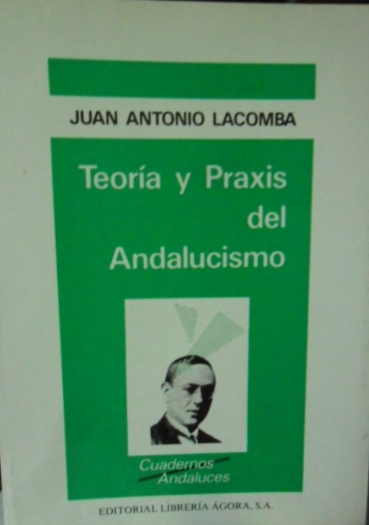 JUAN ANTONIO LACOMBA
Teoría y Praxis
del
Andalucismo
Cuadernos
Andaluces
EDITORIAL LIBRERÍA ÁGORA, S.A.